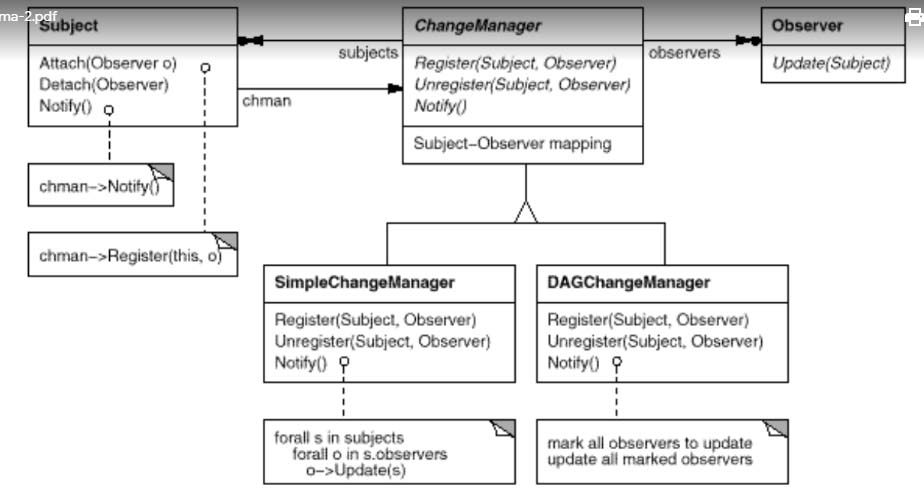 ma-2.pdf
Subject
Attach(Observer o)
Detach(Observer)
Notify()
chman->Notify()
chman->Register(this, o)
subjects
chman
ChangeManager
Register(Subject, Observer)
Unregister(Subject, Observer)
Notify()
Subject-Observer mapping
observers
Observer
Update(Subject)
SimpleChangeManager
Register(Subject, Observer)
Unregister(Subject, Observer)
Notify()
forall s in subjects
forall o in s.observers
o->Update(s)
DAGChangeManager
Register(Subject, Observer)
Unregister(Subject, Observer)
Notify()
mark all observers to update
update all marked observers